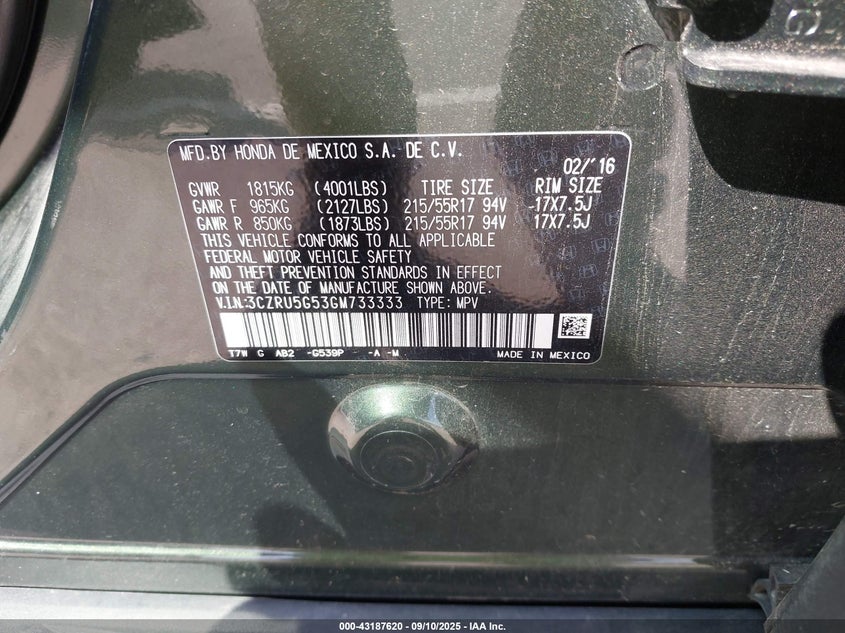 MFD.BY HONDA DE MEXICO S.A. DE C.V.
02/'16
GVWR 1815KG (4001LBS) TIRE SIZE RIM SIZE
GAWR F 965KG (2127LBS) 215/55R17 94V -17X7.5J
GAWR R 850KG (1873LBS) 215/55R17 94V 17X7.5J
THIS VEHICLE CONFORMS TO ALL APPLICABLE
FEDERAL MOTOR VEHICLE SAFETY
AND THEFT PREVENTION STANDARDS IN EFFECT
ON THE DATE OF MANUFACTURE SHOWN ABOVE.
V.I.N.:3CZRU5G53GM733333 TYPE: MPV
T7W G AB2 -G539P -A -M MADE IN MEXICO
000-43187620 - 09/10/2025 - IAA Inc.